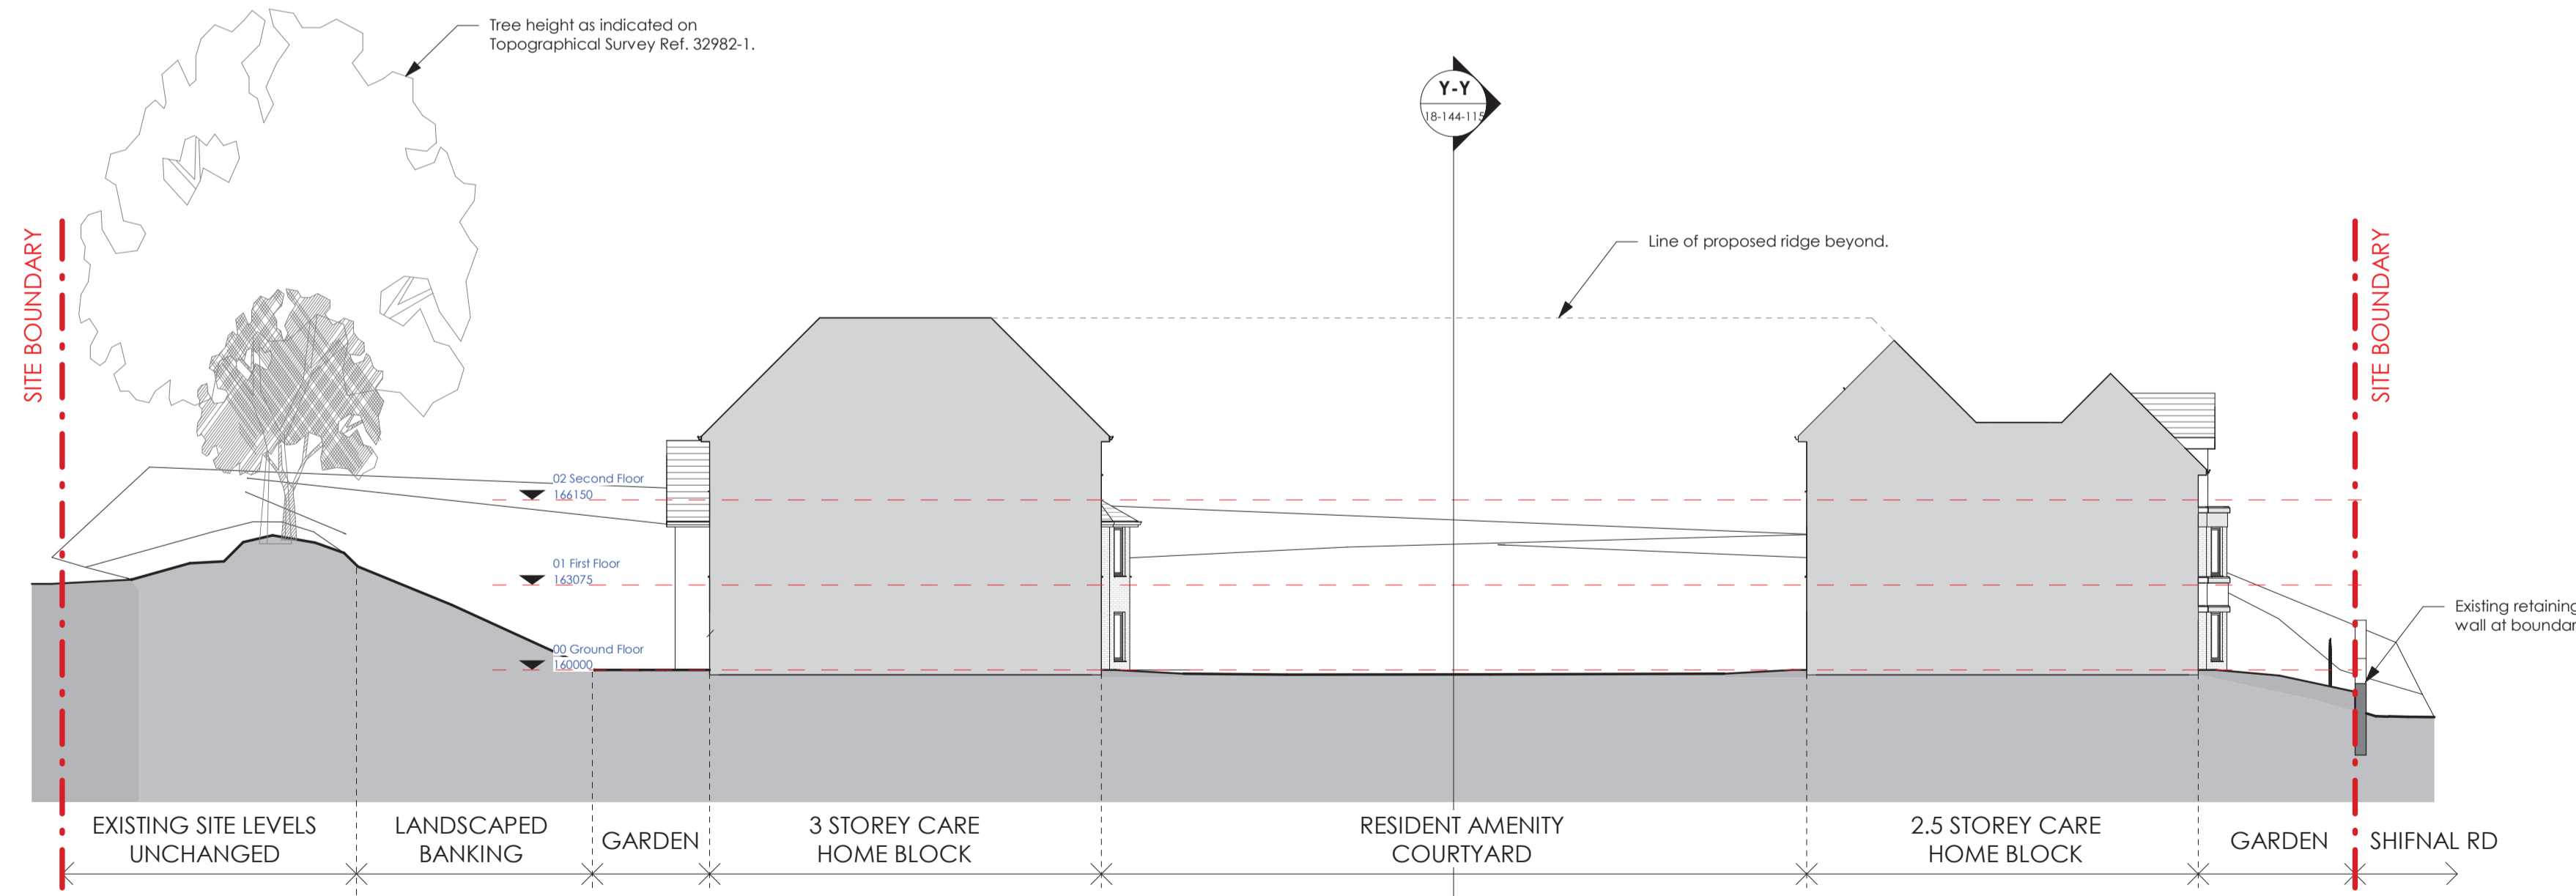 Tree height as indicated on
Topographical Survey Ref. 32982-1.
Y-Y
18-144-115
Line of proposed ridge beyond.
SITE BOUNDARY
SITE BOUNDARY
02 Second Floor
166150
01 First Floor
163075
00 Ground Floor
160000
Existing retaining
wall at boundar
EXISTING SITE LEVELS
UNCHANGED
LANDSCAPED
BANKING
GARDEN
3 STOREY CARE
HOME BLOCK
RESIDENT AMENITY
COURTYARD
2.5 STOREY CARE
HOME BLOCK
GARDEN
SHIFNAL RD